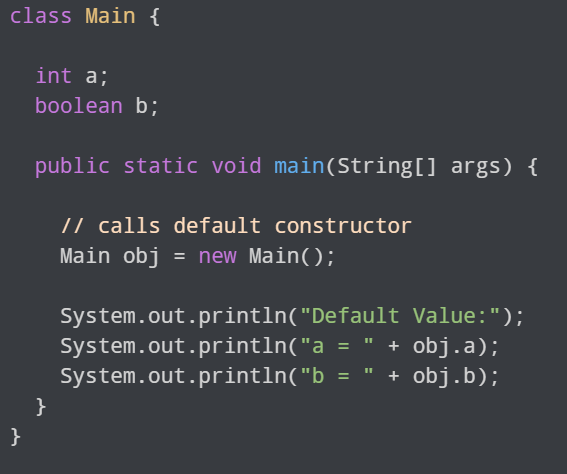 class Main {
int a;
boolean b;
public static void main(String[] args) {
// calls default constructor
Main obj = new Main();
System.out.println("Default Value:");
System.out.println("a = " + obj.a);
System.out.println("b = " + obj.b);
}
}